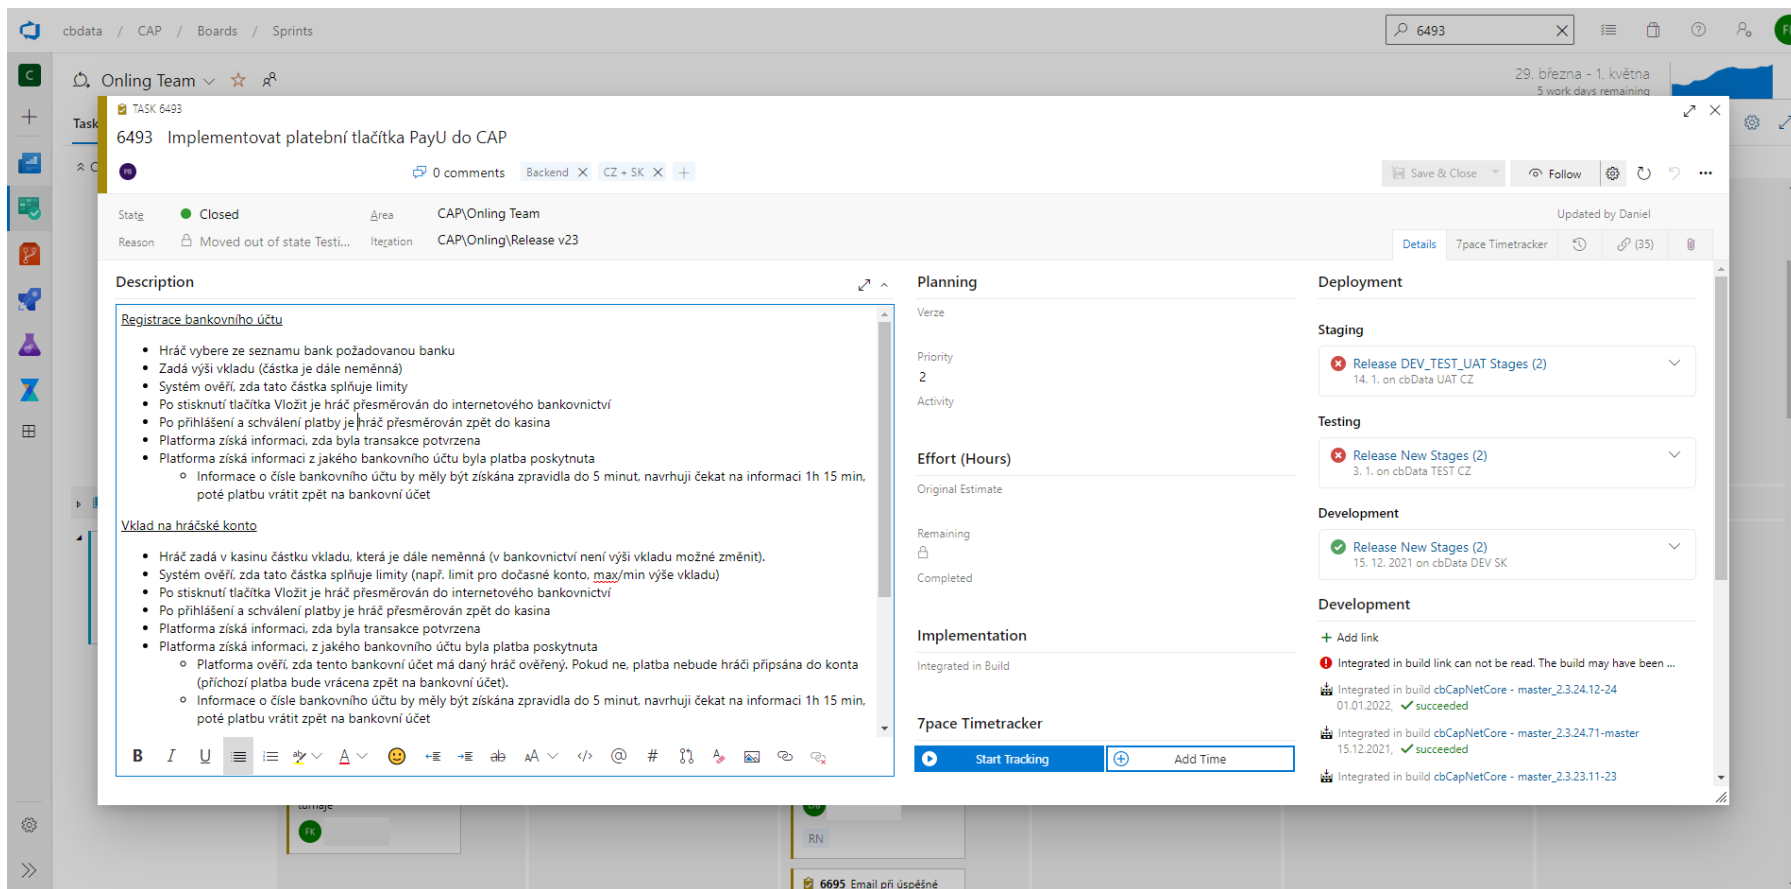 cbdata / CAP / Boards / Sprints
6493
FK
C
Onling Team
29. března - 1. května
5 work days remaining
Task
TASK 6493
6493 Implementovat platební tlačítka PayU do CAP
PB
0 comments
Backend
CZ + SK
Save & Close
Follow
State
Closed
Area
CAP\Onling Team
Updated by Daniel
Reason
Moved out of state Testi...
Iteration
CAP\Onling\Release v23
Details
7pace Timetracker
(35)
Description
Registrace bankovního účtu
Hráč vybere ze seznamu bank požadovanou banku
Zadá výši vkladu (částka je dále neměnná)
Systém ověří, zda tato částka splňuje limity
Po stisknutí tlačítka Vložit je hráč přesměrován do internetového bankovnictví
Po přihlášení a schválení platby je hráč přesměrován zpět do kasina
Platforma získá informaci, zda byla transakce potvrzena
Platforma získá informaci z jakého bankovního účtu byla platba poskytnuta
Informace o čísle bankovního účtu by měly být získána zpravidla do 5 minut, navrhuji čekat na informaci 1h 15 min,
poté platbu vrátit zpět na bankovní účet
Vklad na hráčské konto
Hráč zadá v kasinu částku vkladu, která je dále neměnná (v bankovnictví není výši vkladu možné změnit).
Systém ověří, zda tato částka splňuje limity (např. limit pro dočasné konto, max/min výše vkladu)
Po stisknutí tlačítka Vložit je hráč přesměrován do internetového bankovnictví
Po přihlášení a schválení platby je hráč přesměrován zpět do kasina
Platforma získá informaci, zda byla transakce potvrzena
Platforma získá informaci, z jakého bankovního účtu byla platba poskytnuta
Platforma ověří, zda tento bankovní účet má daný hráč ověřený. Pokud ne, platba nebude hráči připsána do konta
(příchozí platba bude vrácena zpět na bankovní účet).
Informace o čísle bankovního účtu by měly být získána zpravidla do 5 minut, navrhuji čekat na informaci 1h 15 min,
poté platbu vrátit zpět na bankovní účet
Planning
Verze
Priority
2
Activity
Effort (Hours)
Original Estimate
Remaining
Completed
Implementation
Integrated in Build
7pace Timetracker
Start Tracking
Add Time
Deployment
Staging
Release DEV_TEST_UAT Stages (2)
14. 1. on cbData UAT CZ
Testing
Release New Stages (2)
3. 1. on cbData TEST CZ
Development
Release New Stages (2)
15. 12. 2021 on cbData DEV SK
Development
+ Add link
Integrated in build link can not be read. The build may have been ...
Integrated in build cbCapNetCore - master_2.3.24.12-24
01.01.2022, succeeded
Integrated in build cbCapNetCore - master_2.3.24.71-master
15.12.2021, succeeded
Integrated in build cbCapNetCore - master_2.3.23.11-23
turnaje
FK
RN
6695 Email při úspěšné